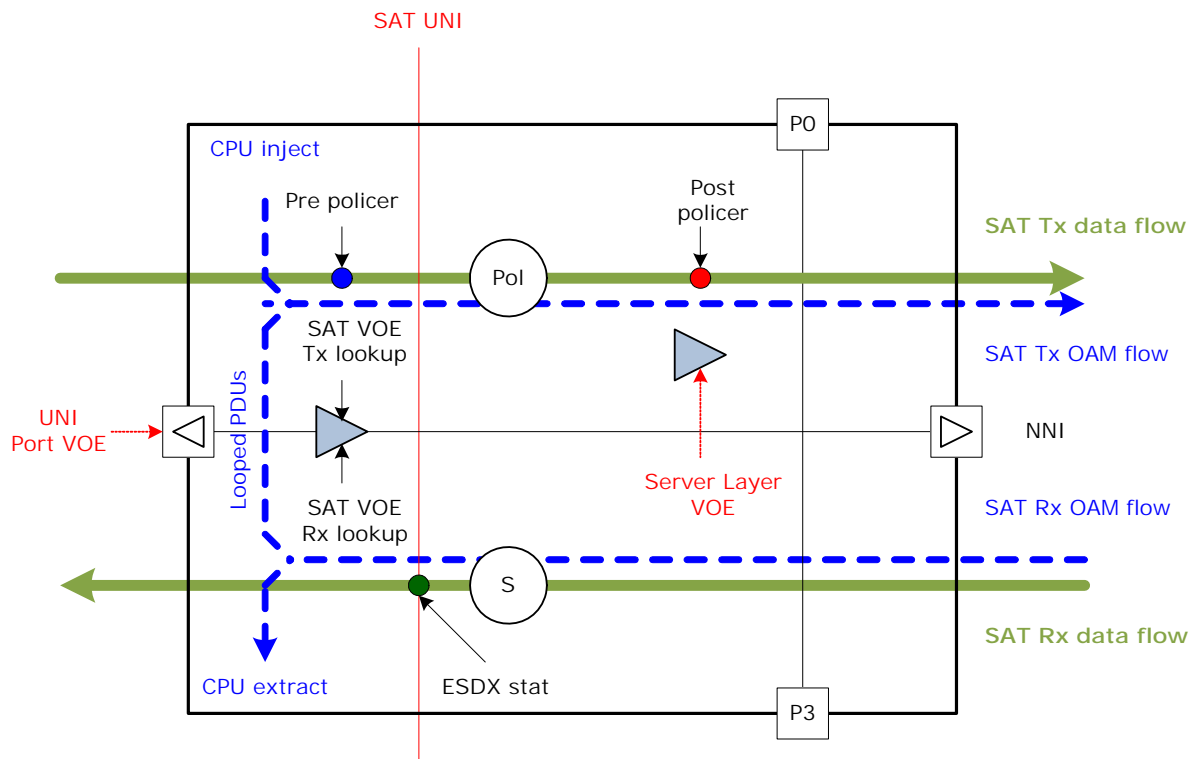 SAT UNI
P0
CPU inject
Pre policer
Post
policer
SAT Tx data flow
Pol
SAT VOE
Tx lookup
SAT Tx OAM flow
Looped PDUs
UNI
Port VOE
NNI
Server Layer
VOE
SAT VOE
Rx lookup
SAT Rx OAM flow
S
SAT Rx data flow
CPU extract
ESDX stat
P3